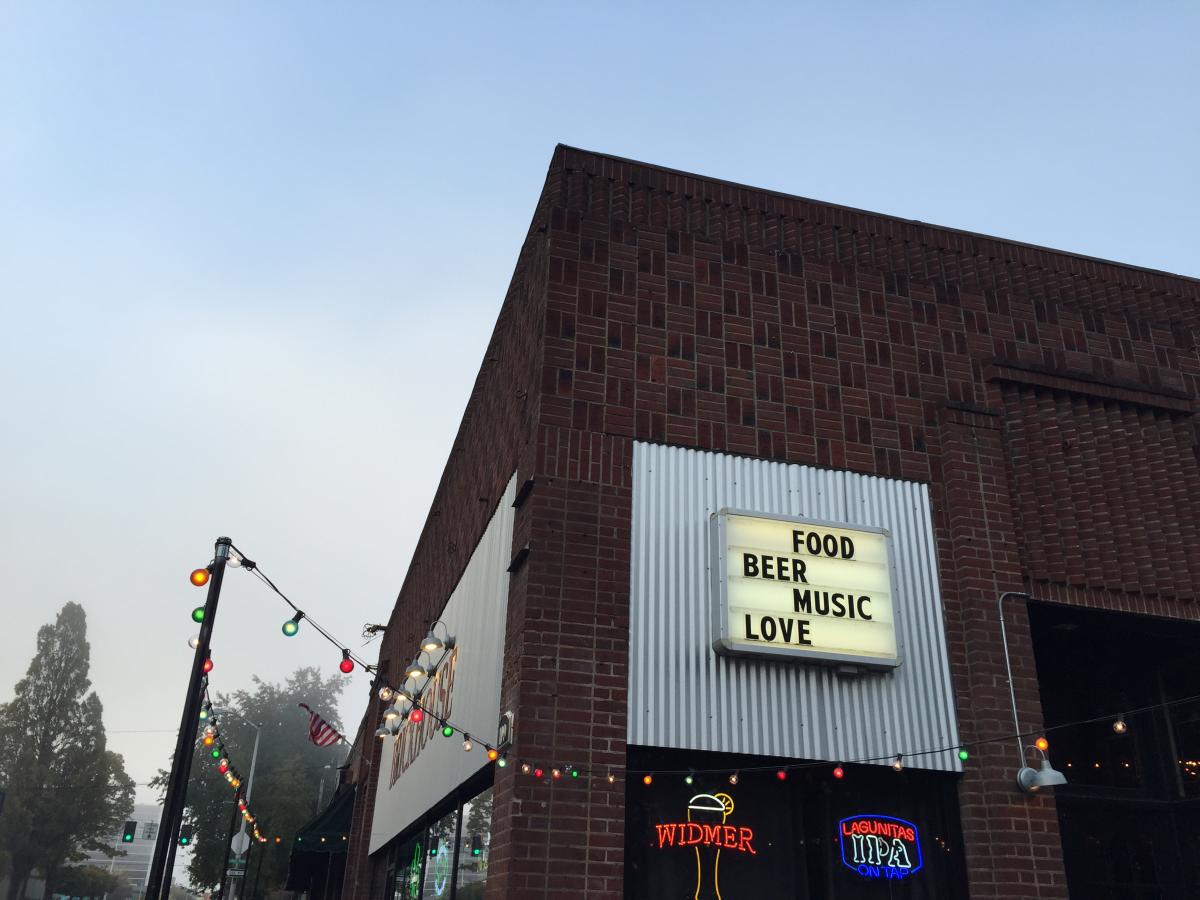 FOOD
BEER
MUSIC
LOVE
WIDMER
LAGUNITAS
IPA
ON TAP